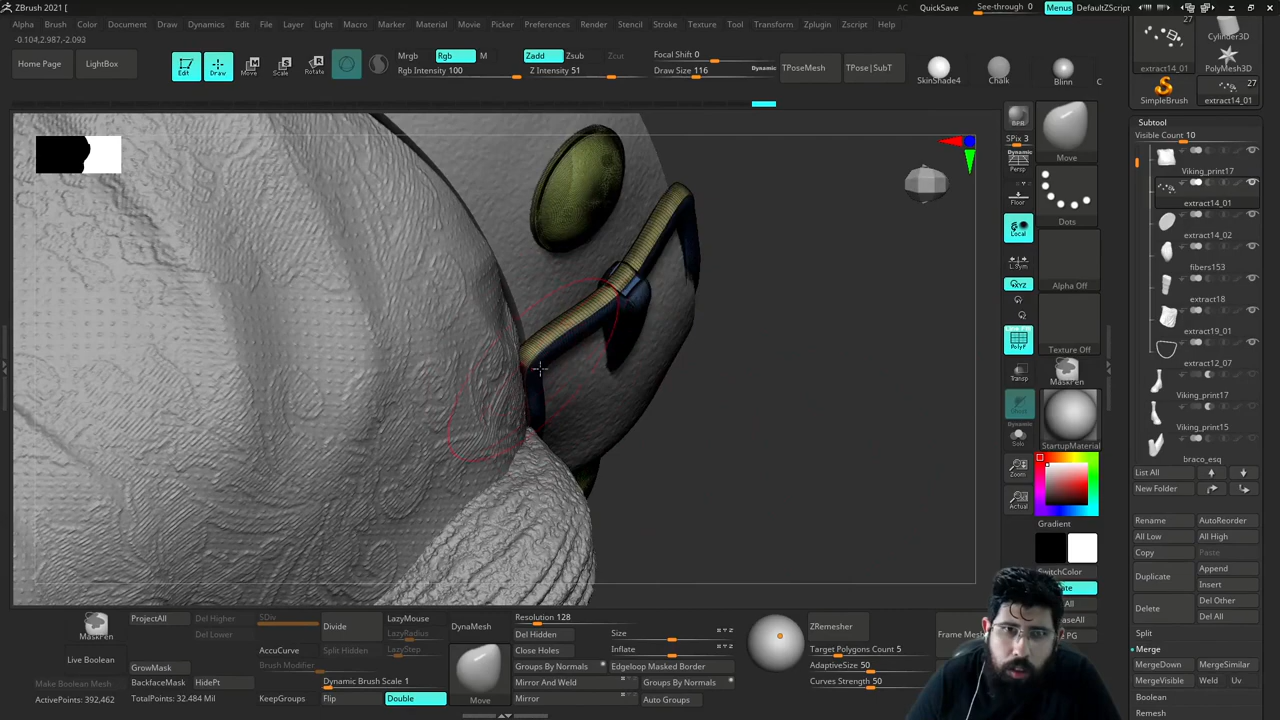 ZBrush 2021 [
AC QuickSave See-through 0 Menus DefaultZScript
Alpha Brush Color Document Draw Dynamics Edit File Layer Light Macro Marker Material Movie Picker Preferences Render Stencil Stroke Texture Tool Transform Zplugin Zscript Help
-0.104,2.987,-2.093
Home Page LightBox
Edit Draw Move Scale Rotate
Mrgb Rgb M
Rgb Intensity 100
Zadd Zsub Zcut
Z Intensity 51
Focal Shift 0
Draw Size 116 Dynamic
TPoseMesh TPose|SubT
SkinShade4 Chalk Blinn C
BPR
SPix 3
Dynamic
Persp
Floor
Local
L.Sym
XYZ
PolyF
Transp
Ghost
Dynamic
Solo
Zoom
Actual
Move
Dots
Alpha Off
Texture Off
MaskPen
StartupMaterial
Gradient
SwitchColor
27
Cylinder3D
extract14_01
PolyMesh3D
27
SimpleBrush extract14_01
Subtool
Visible Count 10
Viking_print17
extract14_01
extract14_02
fibers153
extract18
extract19_01
extract12_07
Viking_print17
Viking_print15
braco_esq
List All
New Folder
Rename AutoReorder
All Low All High
Copy Paste
Duplicate Append
Insert
Delete Del Other
Del All
Split
Merge
MergeDown MergeSimilar
MergeVisible Weld Uv
Boolean
Remesh
MaskPen
Live Boolean
Make Boolean Mesh
ActivePoints: 392,462
ProjectAll
GrowMask
BackfaceMask
TotalPoints: 32.484 Mil
Del Higher
Del Lower
HidePt
SDiv
AccuCurve
Brush Modifier
KeepGroups
Divide
Split Hidden
Dynamic Brush Scale 1
Flip Double
LazyMouse
LazyRadius
LazyStep
DynaMesh
Move
Resolution 128
Del Hidden
Close Holes
Groups By Normals
Mirror And Weld
Mirror
Size
Inflate
Edgeloop Masked Border
Groups By Normals
Auto Groups
ZRemesher
Target Polygons Count 5
AdaptiveSize 50
Curves Strength 50
Frame Mesh